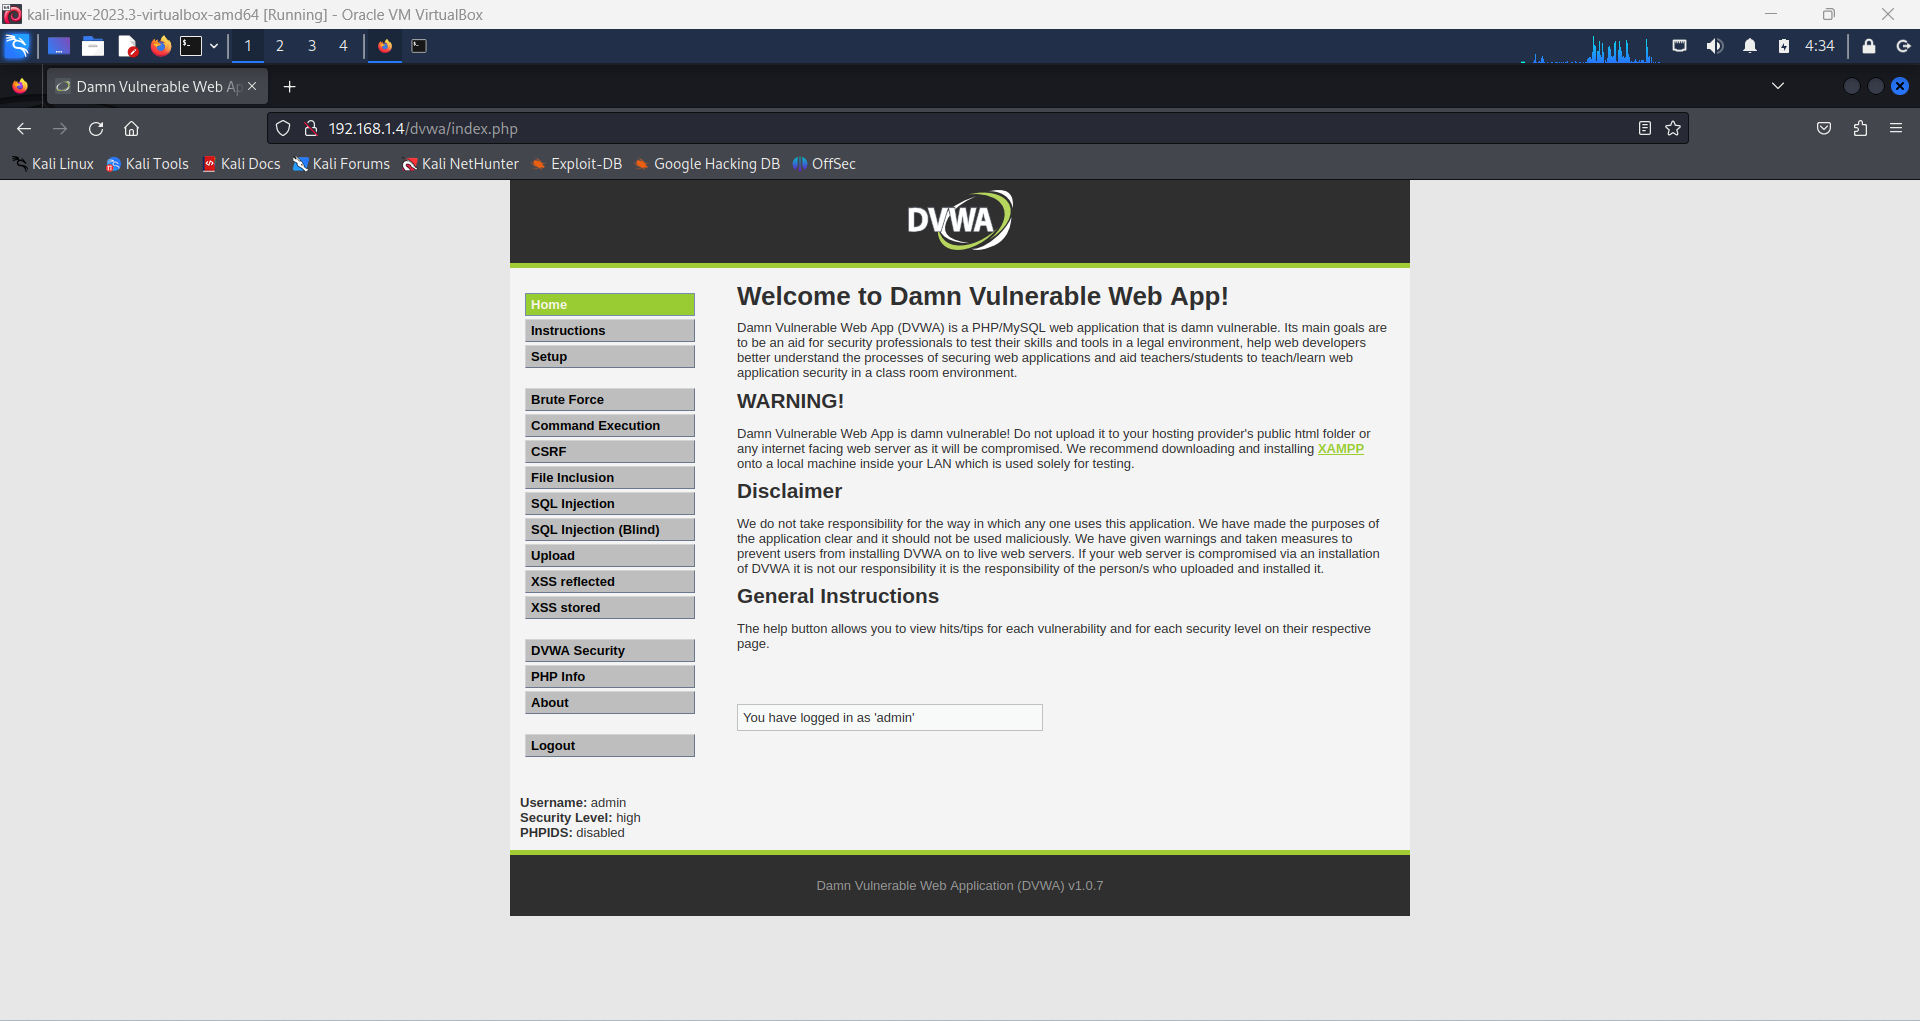 kali-linux-2023.3-virtualbox-amd64 [Running] - Oracle VM VirtualBox
1 2 3 4 4:34
Damn Vulnerable Web Ap
192.168.1.4/dvwa/index.php
Kali Linux Kali Tools Kali Docs Kali Forums Kali NetHunter Exploit-DB Google Hacking DB OffSec
DVWA
Home
Instructions
Setup
Brute Force
Command Execution
CSRF
File Inclusion
SQL Injection
SQL Injection (Blind)
Upload
XSS reflected
XSS stored
DVWA Security
PHP Info
About
Logout
Welcome to Damn Vulnerable Web App!
Damn Vulnerable Web App (DVWA) is a PHP/MySQL web application that is damn vulnerable. Its main goals are
to be an aid for security professionals to test their skills and tools in a legal environment, help web developers
better understand the processes of securing web applications and aid teachers/students to teach/learn web
application security in a class room environment.
WARNING!
Damn Vulnerable Web App is damn vulnerable! Do not upload it to your hosting provider's public html folder or
any internet facing web server as it will be compromised. We recommend downloading and installing XAMPP
onto a local machine inside your LAN which is used solely for testing.
Disclaimer
We do not take responsibility for the way in which any one uses this application. We have made the purposes of
the application clear and it should not be used maliciously. We have given warnings and taken measures to
prevent users from installing DVWA on to live web servers. If your web server is compromised via an installation
of DVWA it is not our responsibility it is the responsibility of the person/s who uploaded and installed it.
General Instructions
The help button allows you to view hits/tips for each vulnerability and for each security level on their respective
page.
You have logged in as 'admin'
Username: admin
Security Level: high
PHPIDS: disabled
Damn Vulnerable Web Application (DVWA) v1.0.7